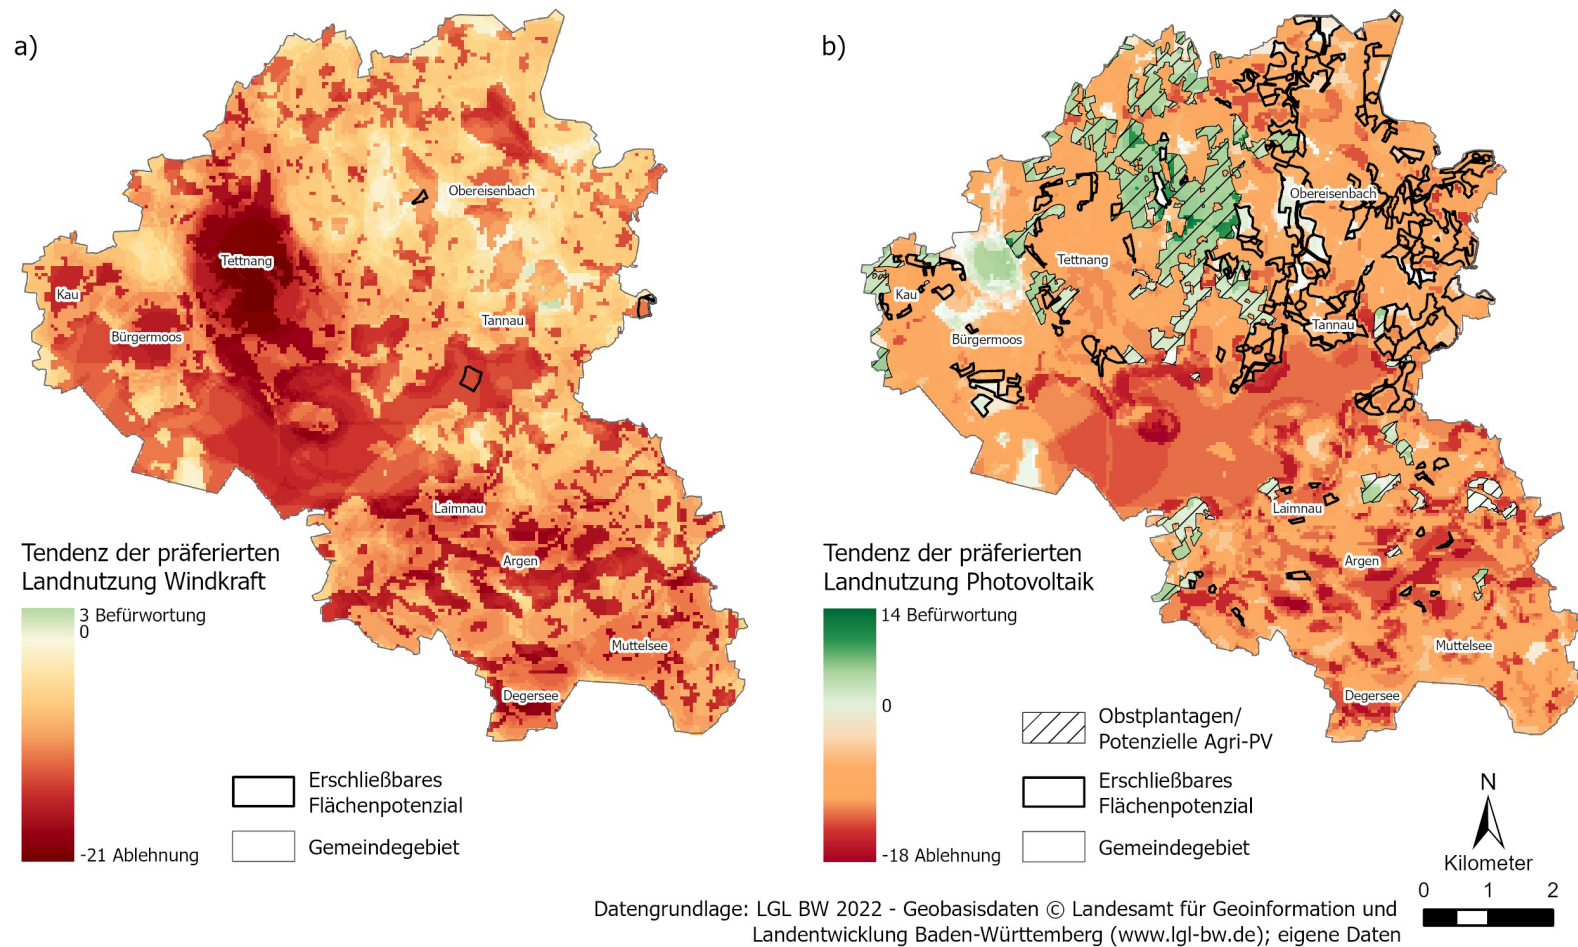 a)
Obereisenbach
Tettnang
Kau
Bürgermoos
Tannau
Laimnau
Argen
Muttelsee
Degersee
Tendenz der präferierten
Landnutzung Windkraft
3 Befürwortung
0
-21 Ablehnung
Erschließbares
Flächenpotenzial
Gemeindegebiet
b)
Obereisenbach
Tettnang
Kau
Bürgermoos
Tannau
Laimnau
Argen
Muttelsee
Degersee
Tendenz der präferierten
Landnutzung Photovoltaik
14 Befürwortung
0
-18 Ablehnung
Obstplantagen/
Potenzielle Agri-PV
Erschließbares
Flächenpotenzial
Gemeindegebiet
N
Kilometer
0 1 2
Datengrundlage: LGL BW 2022 - Geobasisdaten © Landesamt für Geoinformation und
Landentwicklung Baden-Württemberg (www.lgl-bw.de); eigene Daten